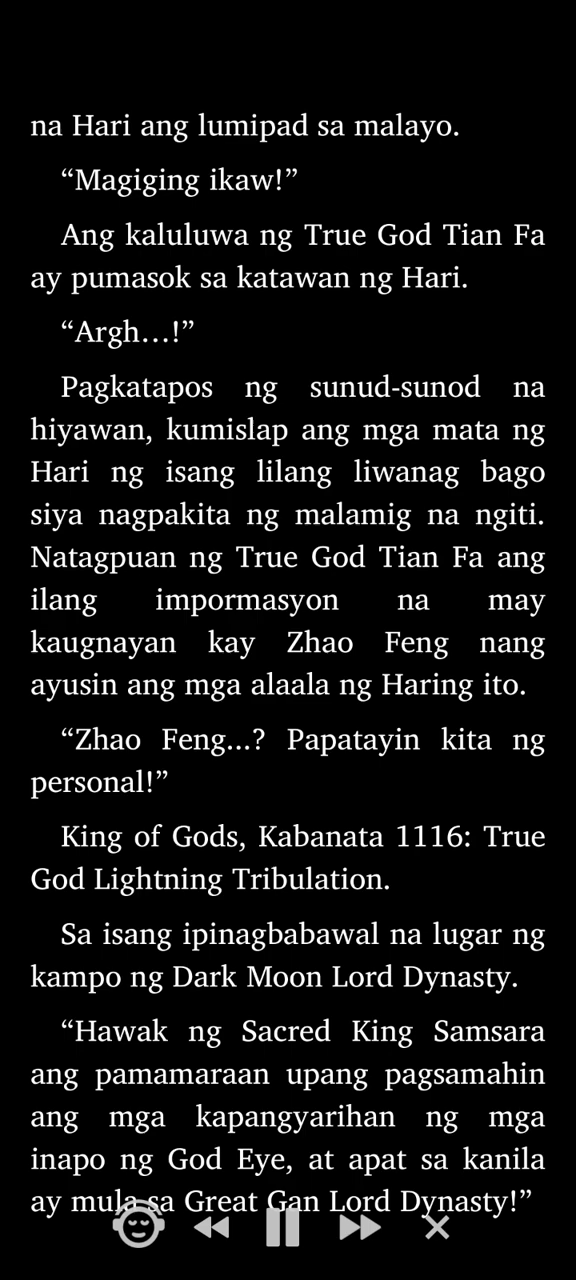 na Hari ang lumipad sa malayo.
“Magiging ikaw!”
Ang kaluluwa ng True God Tian Fa
ay pumasok sa katawan ng Hari.
“Argh…!”
Pagkatapos ng sunud-sunod na
hiyawan, kumislap ang mga mata ng
Hari ng isang lilang liwanag bago
siya nagpakita ng malamig na ngiti.
Natagpuan ng True God Tian Fa ang
ilang impormasyon na may
kaugnayan kay Zhao Feng nang
ayusin ang mga alaala ng Haring ito.
“Zhao Feng...? Papatayin kita ng
personal!”
King of Gods, Kabanata 1116: True
God Lightning Tribulation.
Sa isang ipinagbabawal na lugar ng
kampo ng Dark Moon Lord Dynasty.
“Hawak ng Sacred King Samsara
ang pamamaraan upang pagsamahin
ang mga kapangyarihan ng mga
inapo ng God Eye, at apat sa kanila
ay mula sa Great Gan Lord Dynasty!”